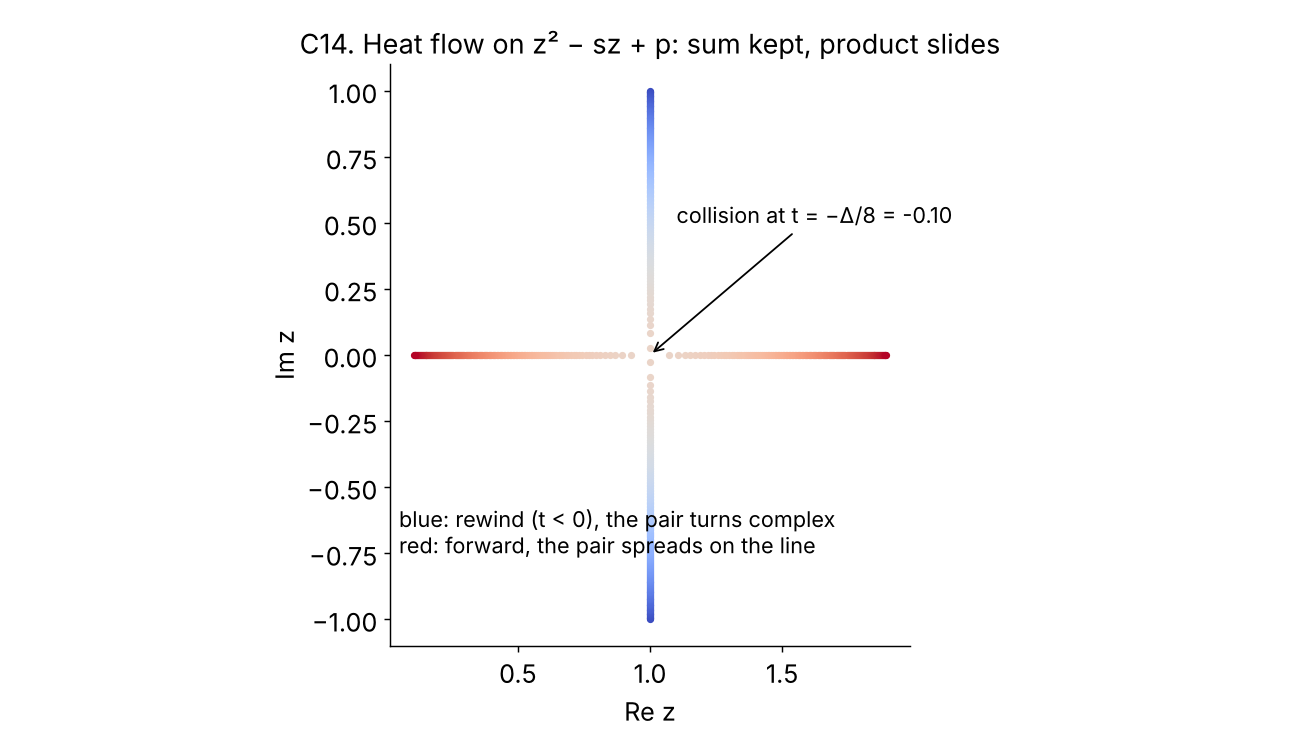 C14. Heat flow on z² − sz + p: sum kept, product slides
1.00
0.75
0.50
0.25
0.00
−0.25
−0.50
−0.75
−1.00
Im z
collision at t = −Δ/8 = -0.10
blue: rewind (t < 0), the pair turns complex
red: forward, the pair spreads on the line
0.5 1.0 1.5
Re z